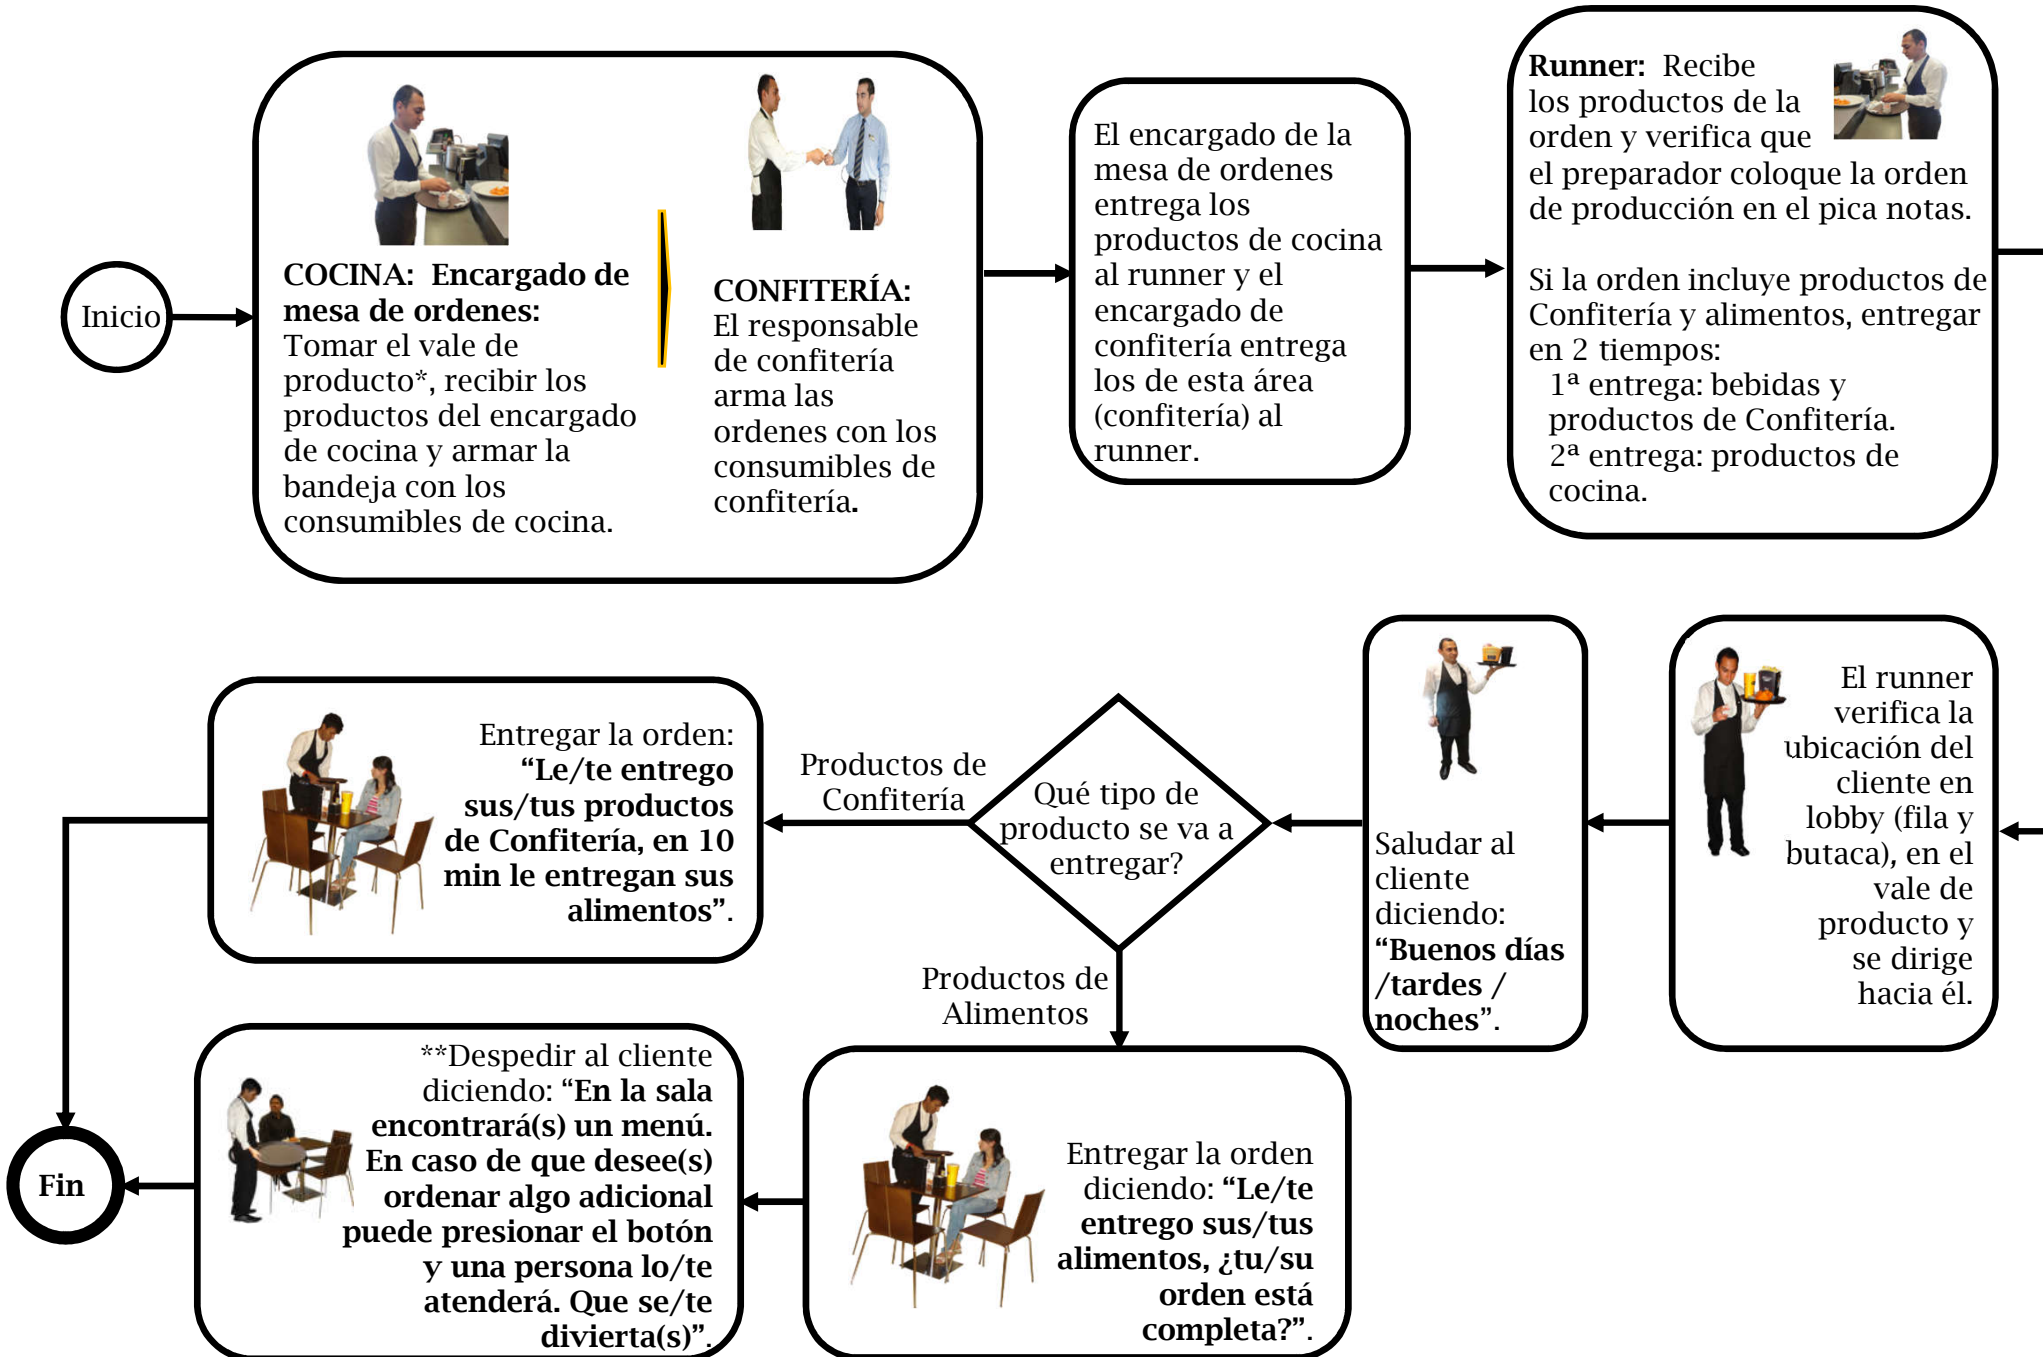 Inicio
COCINA: Encargado de
mesa de ordenes:
Tomar el vale de
producto*, recibir los
productos del encargado
de cocina y armar la
bandeja con los
consumibles de cocina.
CONFITERÍA:
El responsable
de confitería
arma las
ordenes con los
consumibles de
confitería.
El encargado de la
mesa de ordenes
entrega los
productos de cocina
al runner y el
encargado de
confitería entrega
los de esta área
(confitería) al
runner.
Runner: Recibe
los productos de la
orden y verifica que
el preparador coloque la orden
de producción en el pica notas.
Si la orden incluye productos de
Confitería y alimentos, entregar
en 2 tiempos:
1ª entrega: bebidas y
productos de Confitería.
2ª entrega: productos de
cocina.
El runner
verifica la
ubicación del
cliente en
lobby (fila y
butaca), en el
vale de
producto y
se dirige
hacia él.
Saludar al
cliente
diciendo:
“Buenos días
/tardes /
noches”.
Qué tipo de
producto se va a
entregar?
Productos de
Confitería
Entregar la orden:
“Le/te entrego
sus/tus productos
de Confitería, en 10
min le entregan sus
alimentos”.
Productos de
Alimentos
Entregar la orden
diciendo: “Le/te
entrego sus/tus
alimentos, ¿tu/su
orden está
completa?”.
**Despedir al cliente
diciendo: “En la sala
encontrará(s) un menú.
En caso de que desee(s)
ordenar algo adicional
puede presionar el botón
y una persona lo/te
atenderá. Que se/te
divierta(s)”.
Fin